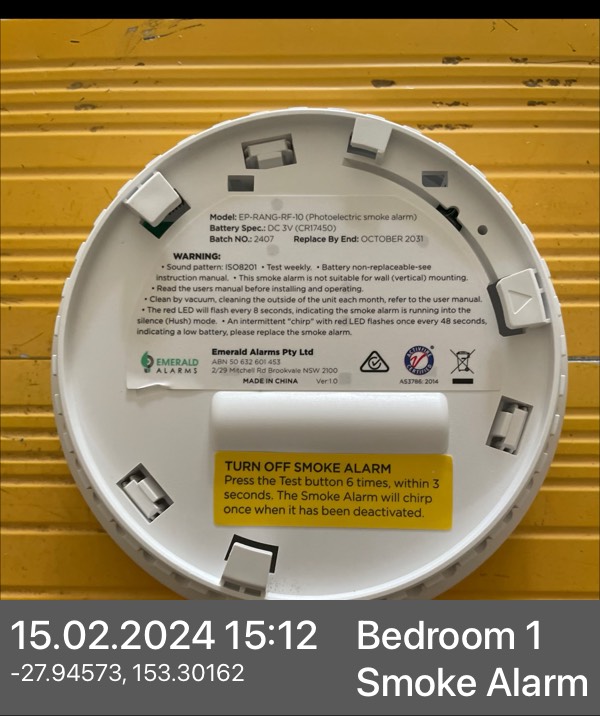 Model: EP-RANG-RF-10 (Photoelectric smoke alarm)
Battery Spec.: DC 3V (CR17450)
Batch NO.: 2407 Replace By End: OCTOBER 2031
WARNING:
• Sound pattern: ISO8201 • Test weekly. • Battery non-replaceable-see
instruction manual. • This smoke alarm is not suitable for wall (vertical) mounting.
• Read the users manual before installing and operating.
• Clean by vacuum, cleaning the outside of the unit each month, refer to the user manual.
• The red LED will flash every 8 seconds, indicating the smoke alarm is running into the
silence (Hush) mode. • An intermittent "chirp" with red LED flashes once every 48 seconds,
indicating a low battery, please replace the smoke alarm.
EMERALD
ALARMS
Emerald Alarms Pty Ltd
ABN 50 632 601 453
2/29 Mitchell Rd Brookvale NSW 2100
MADE IN CHINA Ver:1.0
AS3786: 2014
TURN OFF SMOKE ALARM
Press the Test button 6 times, within 3
seconds. The Smoke Alarm will chirp
once when it has been deactivated.
15.02.2024 15:12
-27.94573, 153.30162
Bedroom 1
Smoke Alarm